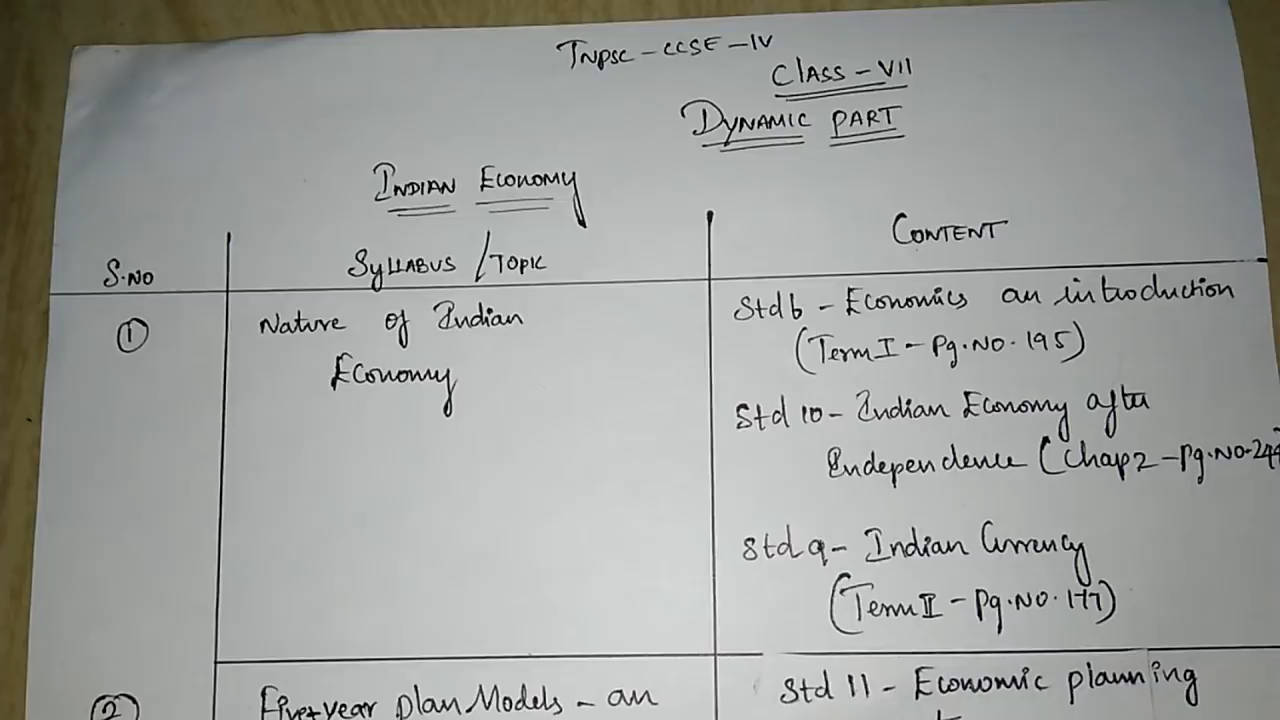 TNPSC - CCSE - IV
CLASS - VII
DYNAMIC PART
INDIAN ECONOMY
S.NO
SYLLABUS / TOPIC
CONTENT
①
Nature of Indian
Economy
Std 6 - Economics an introduction
(Term I - Pg.No. 195)
Std 10 - Indian Economy after
Independence (Chap 2 - Pg.No-244
Std 9 - Indian Currency
(Term II - Pg.No. 177)
②
Five year plan Models - an
Std 11 - Economic planning